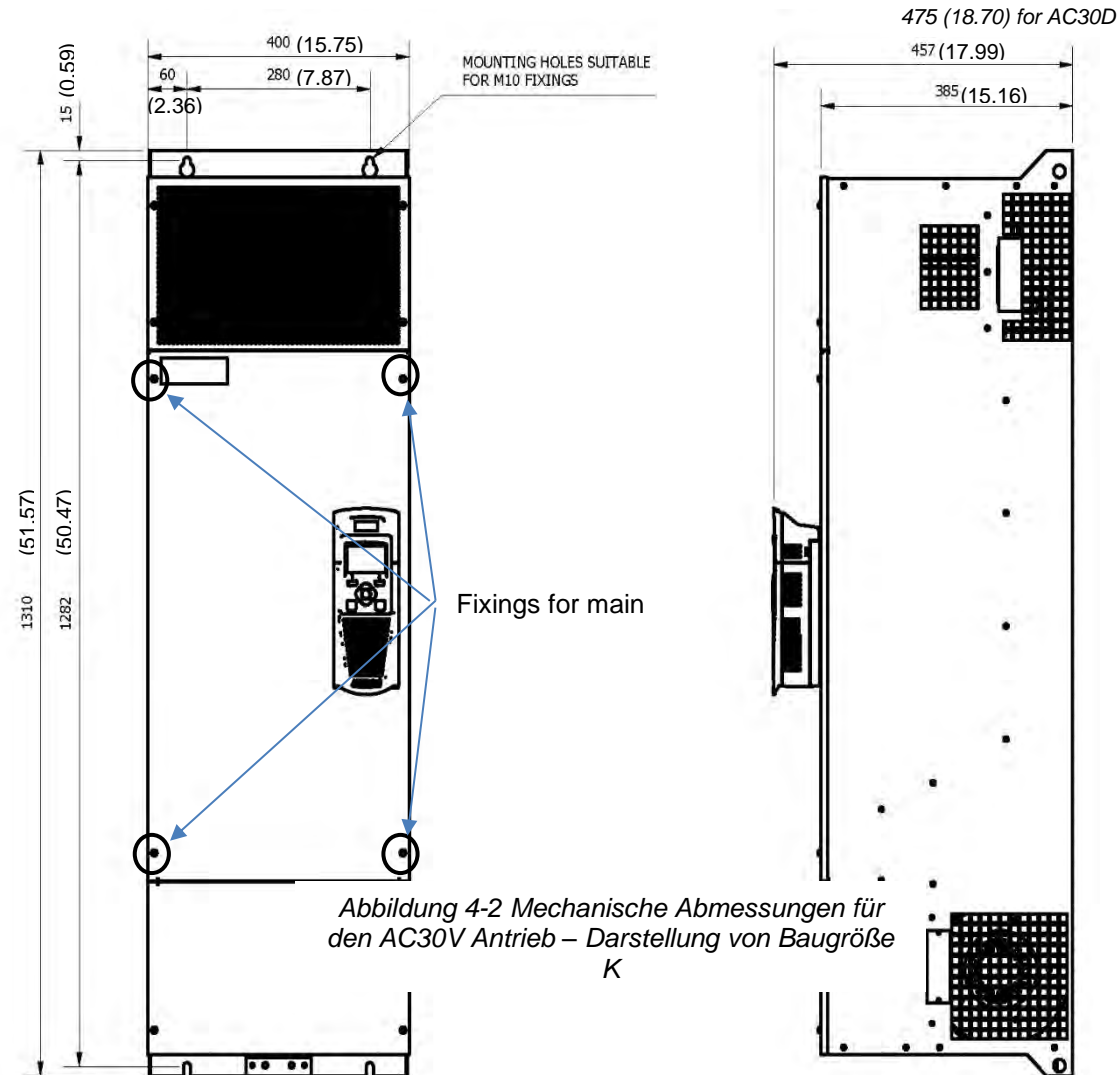 475 (18.70) for AC30D
400 (15.75)
457 (17.99)
60
280 (7.87)
MOUNTING HOLES SUITABLE
FOR M10 FIXINGS
385 (15.16)
(2.36)
15 (0.59)
1310 (51.57)
1282 (50.47)
Fixings for main
Abbildung 4-2 Mechanische Abmessungen für
den AC30V Antrieb – Darstellung von Baugröße
K